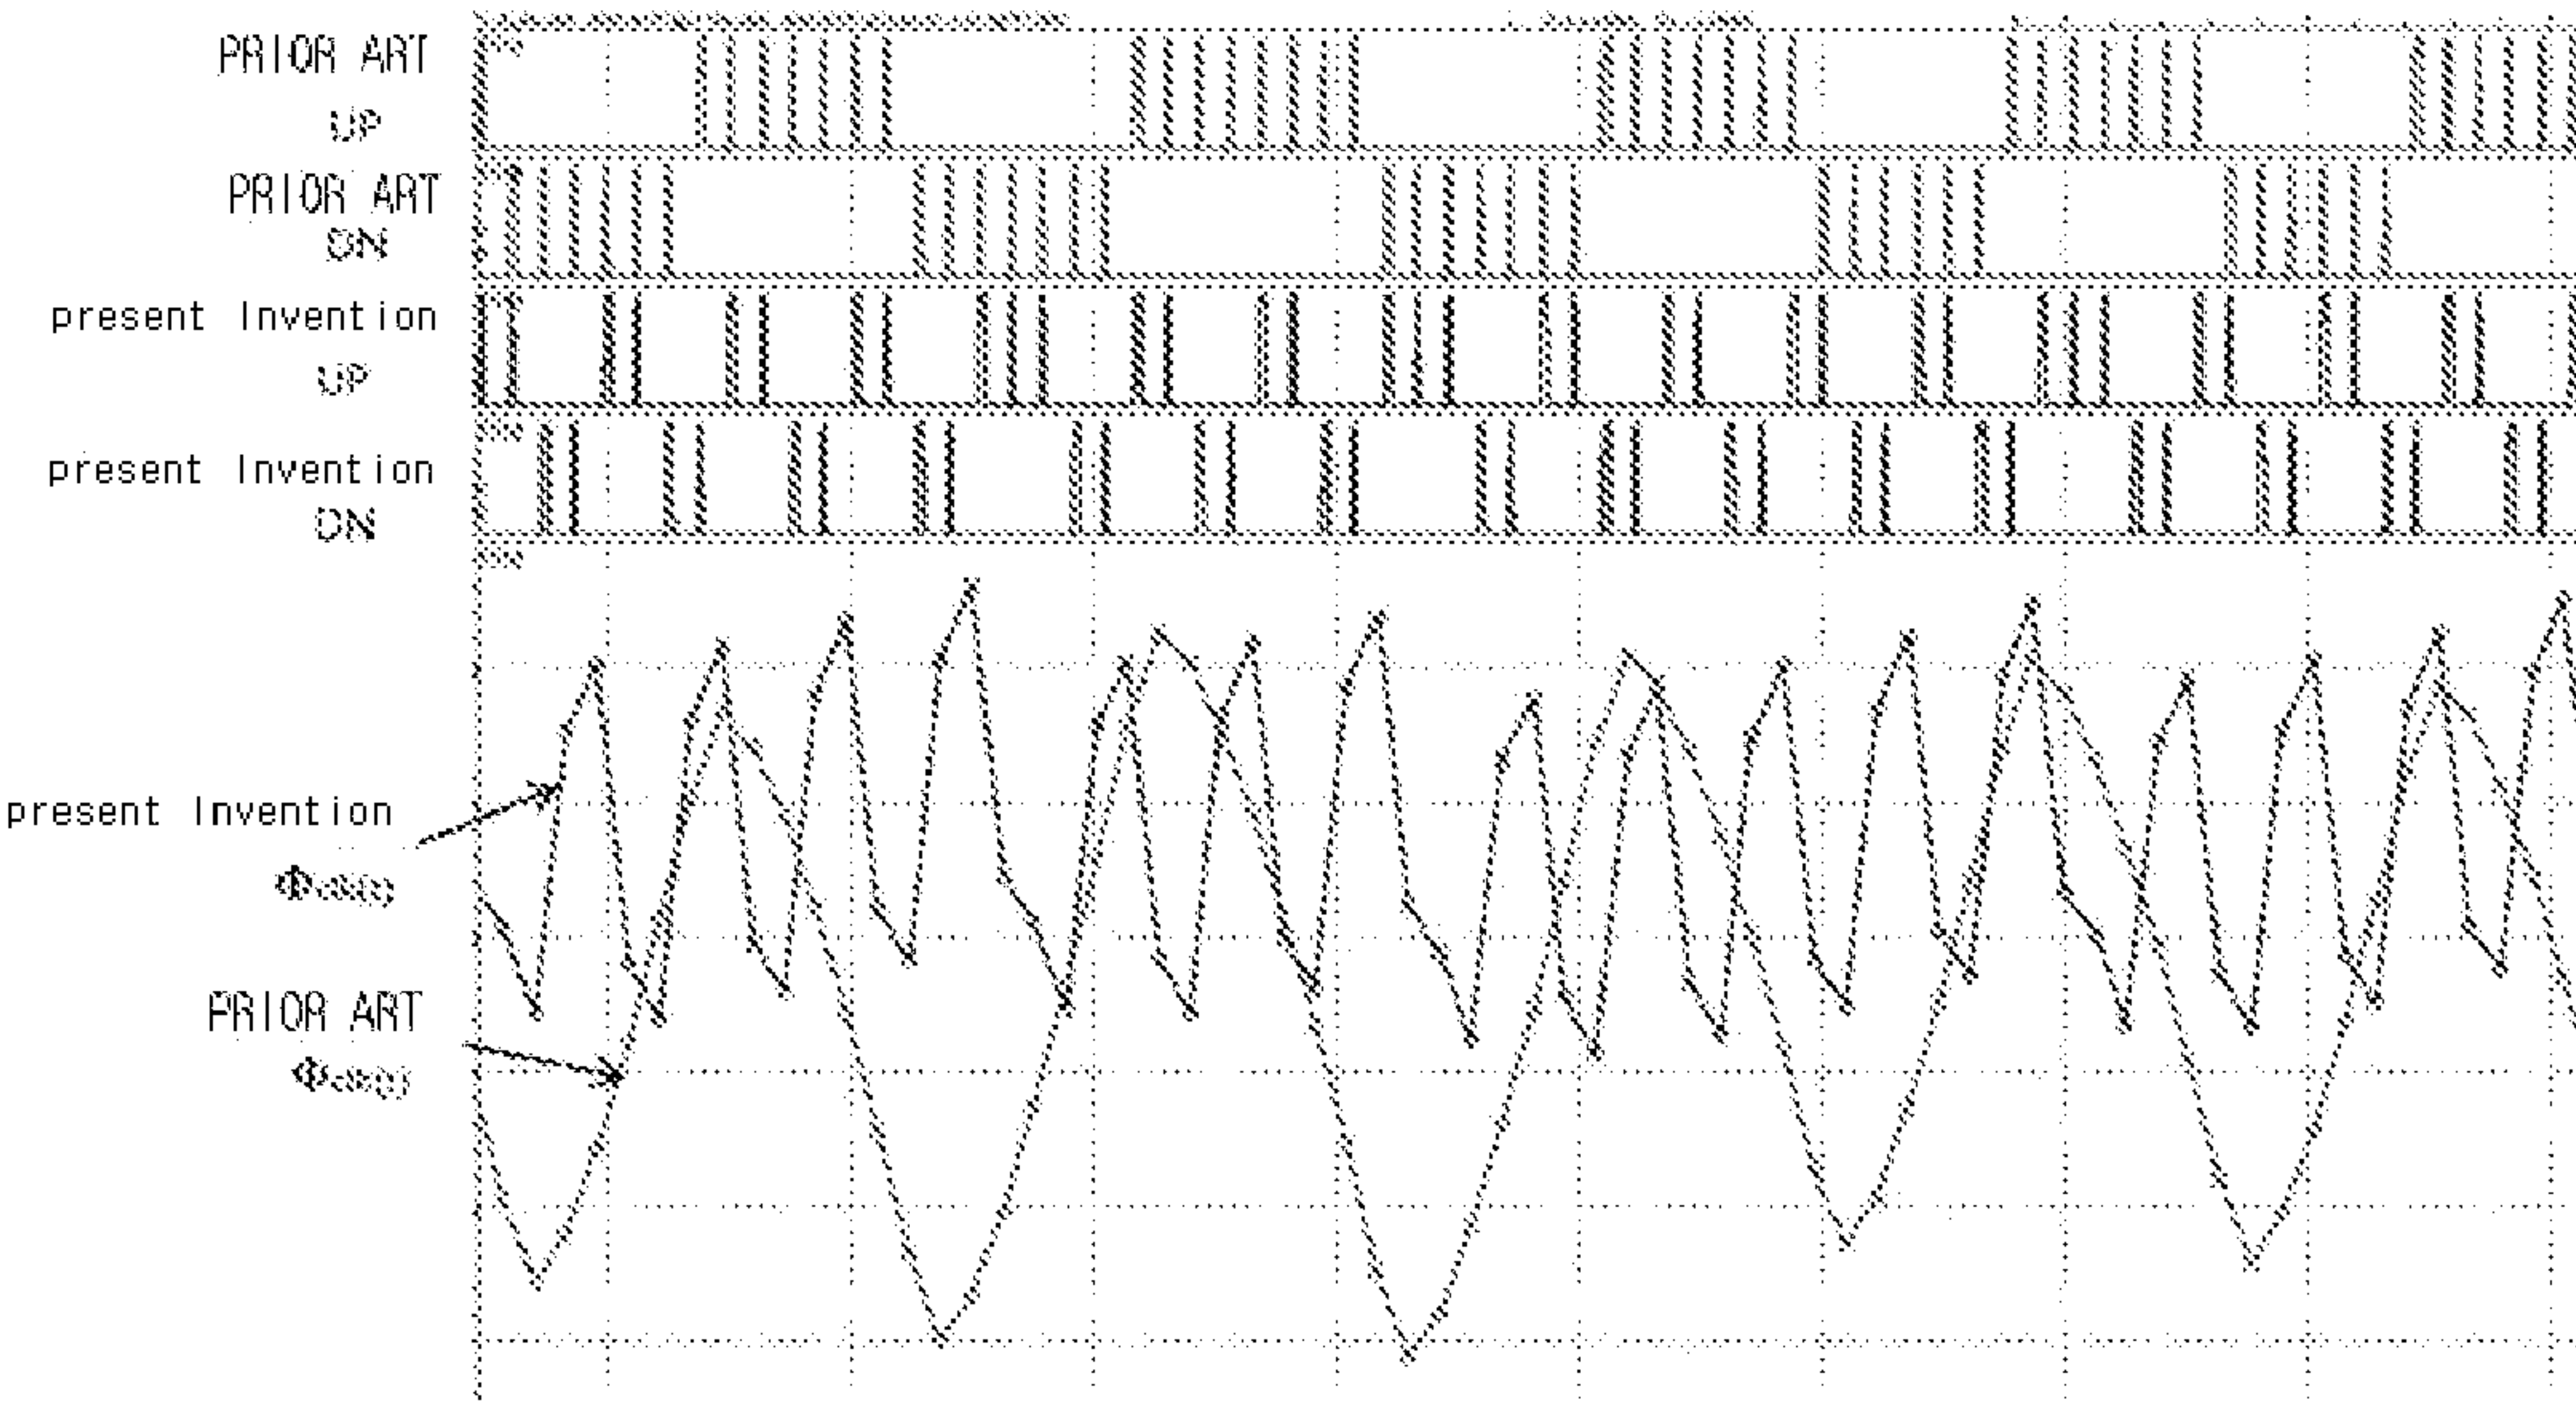 PRIOR ART
UP
PRIOR ART
DN
present Invention
UP
present Invention
DN
present Invention
PRIOR ART